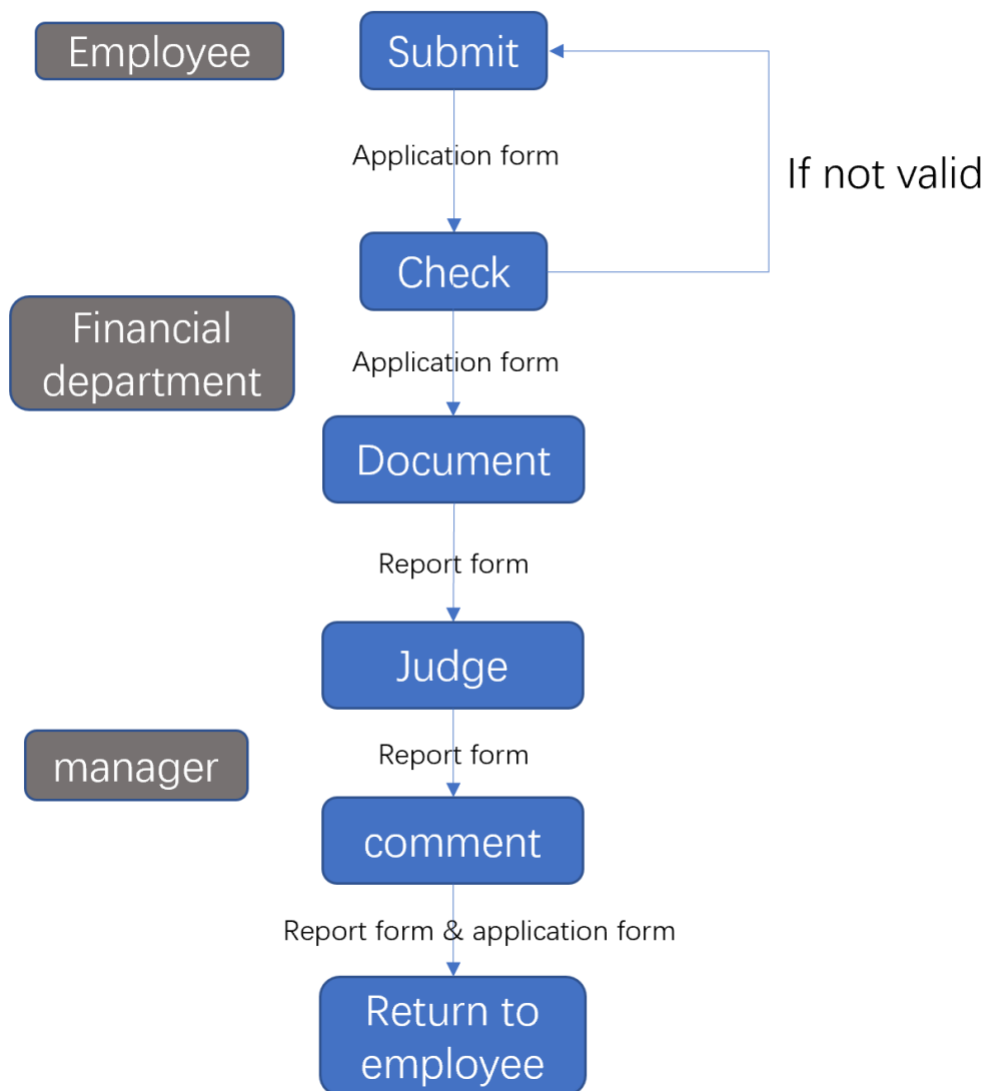 Employee
Submit
Application form
If not valid
Check
Financial
department
Application form
Document
Report form
Judge
Report form
manager
comment
Report form & application form
Return to
employee